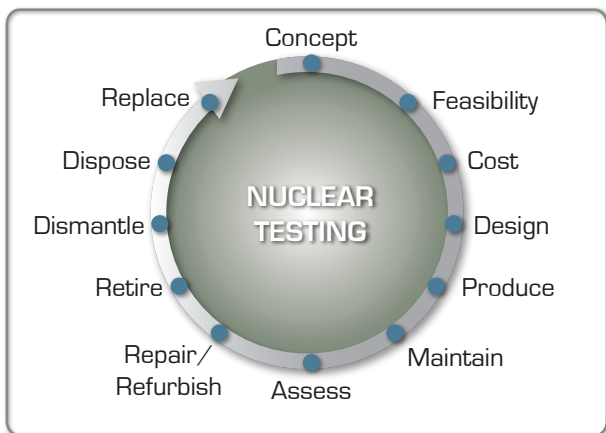 Concept
Feasibility
Cost
Design
Produce
Maintain
Assess
Repair/
Refurbish
Retire
Dismantle
Dispose
Replace
NUCLEAR
TESTING